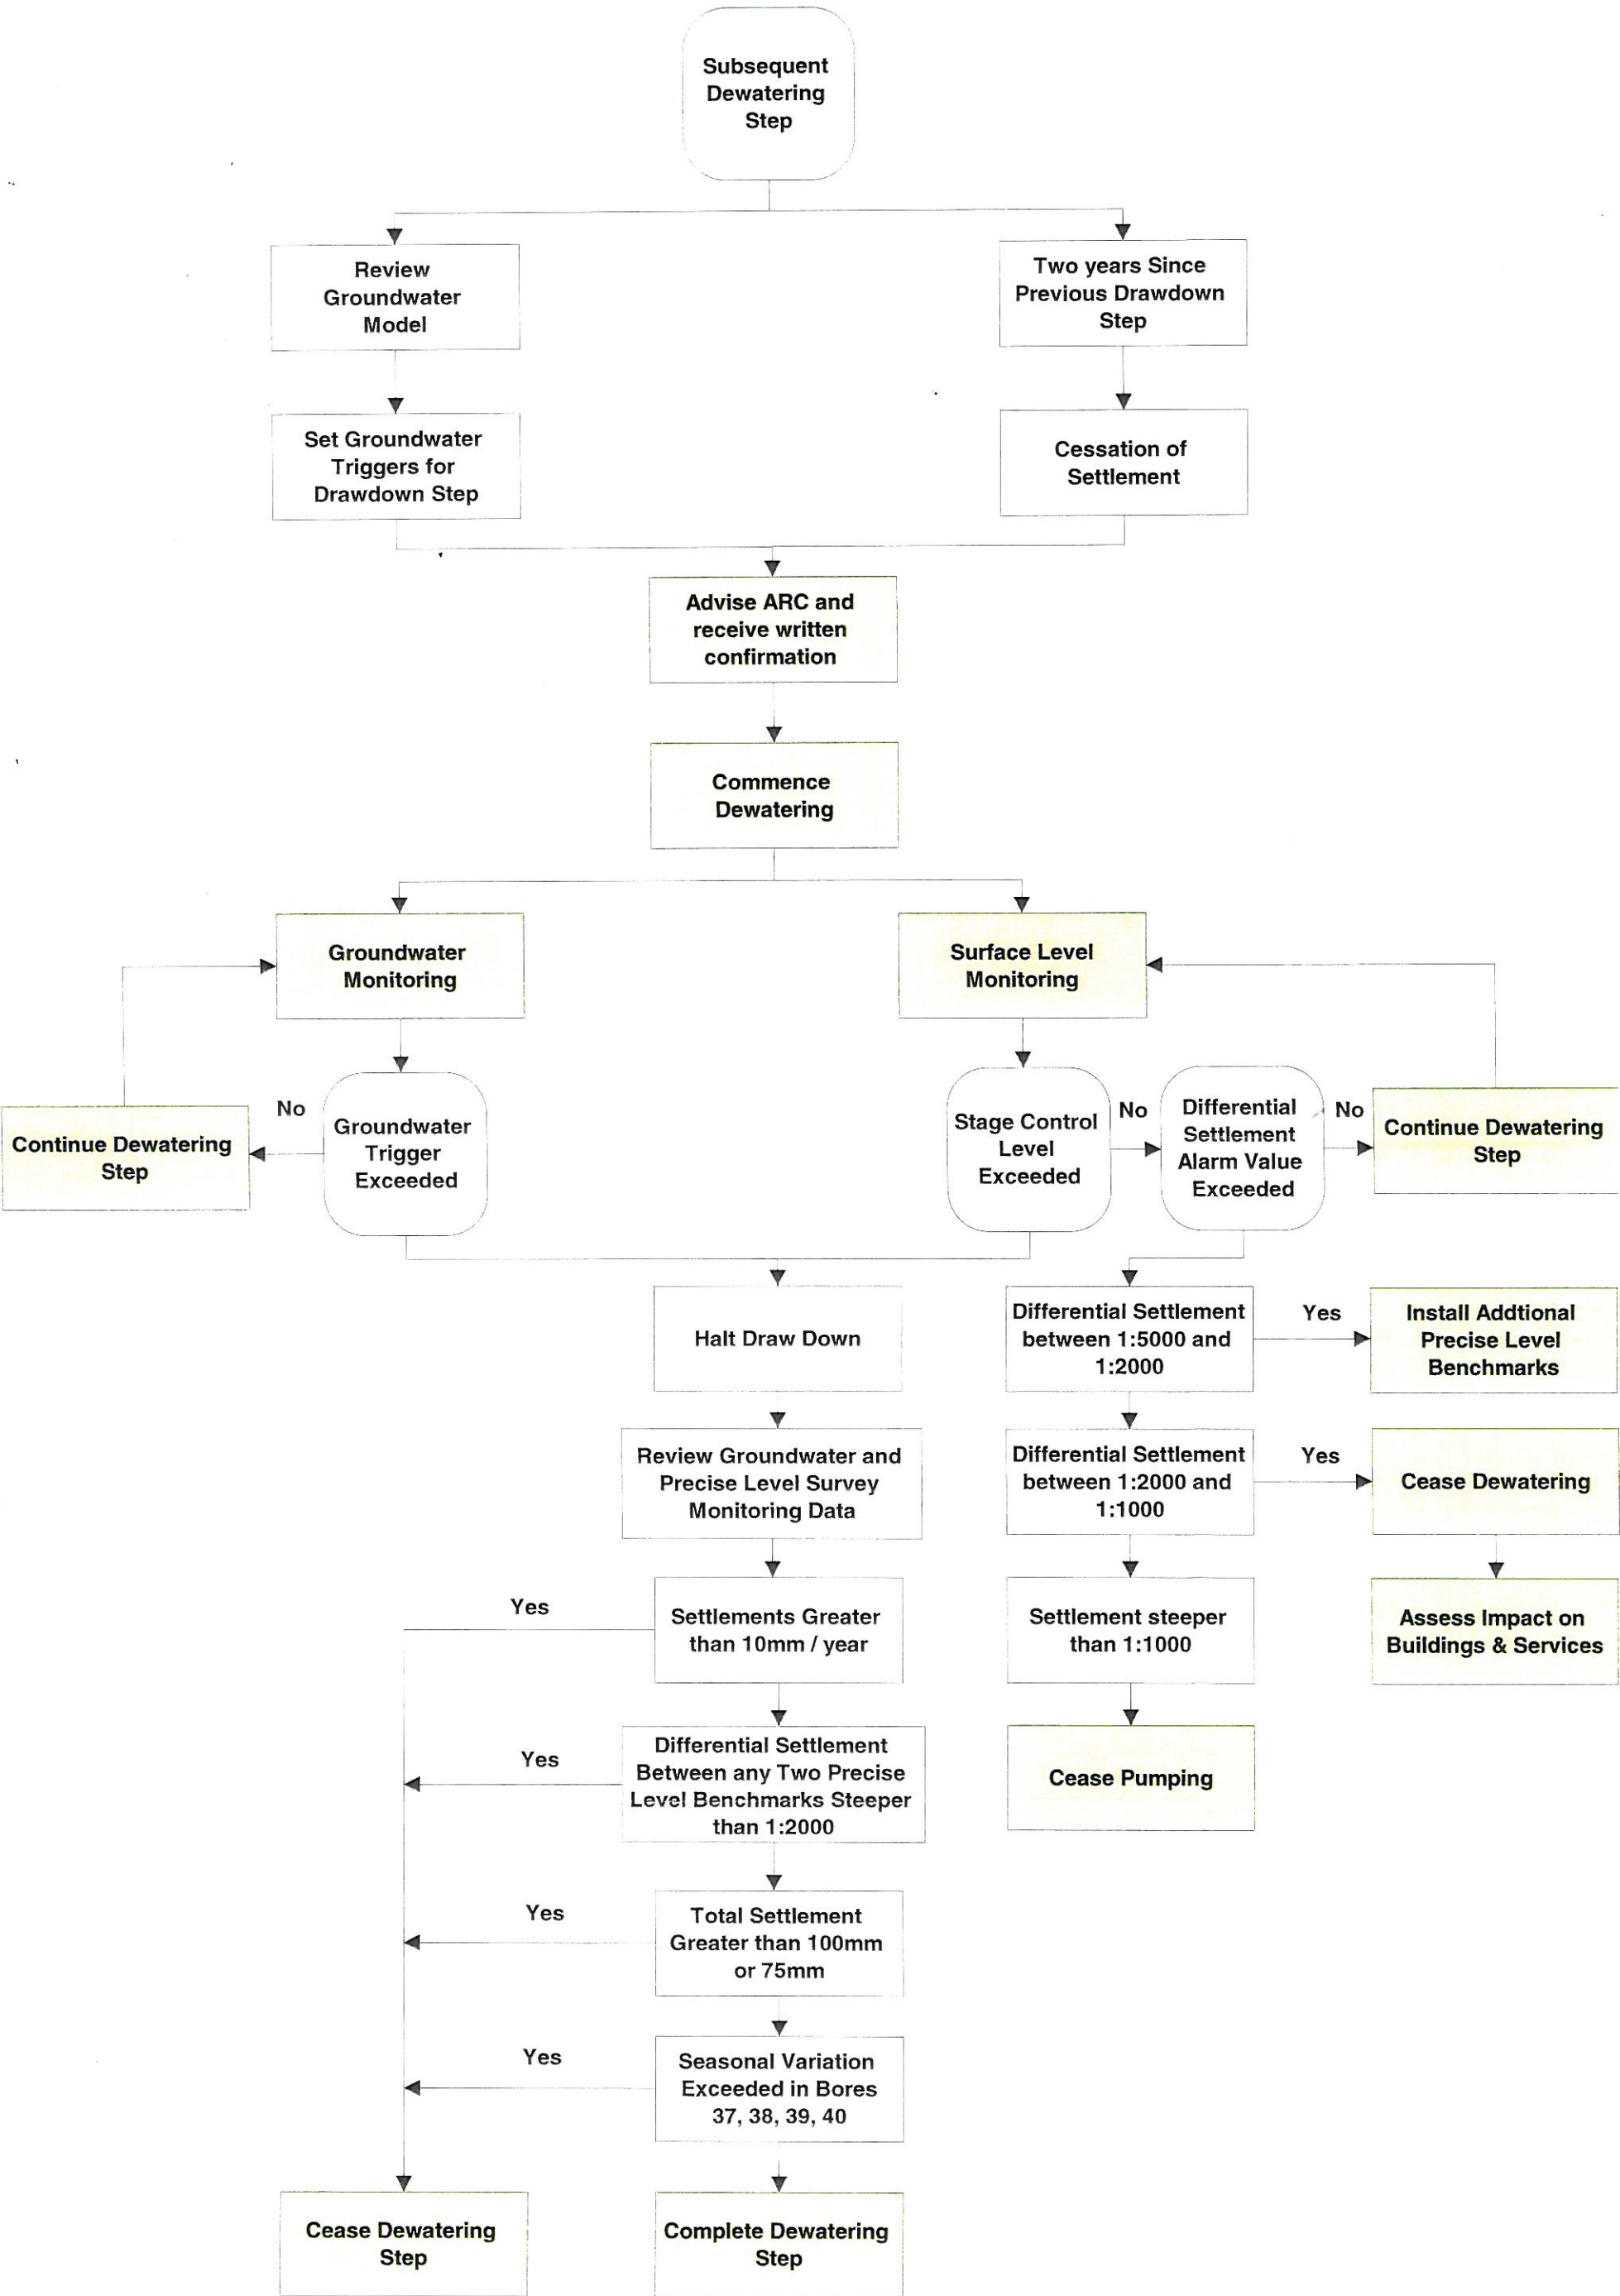 Subsequent
Dewatering
Step
Review
Groundwater
Model
Two years Since
Previous Drawdown
Step
Set Groundwater
Triggers for
Drawdown Step
Cessation of
Settlement
Advise ARC and
receive written
confirmation
Commence
Dewatering
Groundwater
Monitoring
Surface Level
Monitoring
Continue Dewatering
Step
No
Groundwater
Trigger
Exceeded
Stage Control
Level
Exceeded
No
Differential
Settlement
Alarm Value
Exceeded
No
Continue Dewatering
Step
Halt Draw Down
Differential Settlement
between 1:5000 and
1:2000
Yes
Install Addtional
Precise Level
Benchmarks
Review Groundwater and
Precise Level Survey
Monitoring Data
Differential Settlement
between 1:2000 and
1:1000
Yes
Cease Dewatering
Yes
Settlements Greater
than 10mm / year
Settlement steeper
than 1:1000
Assess Impact on
Buildings & Services
Yes
Differential Settlement
Between any Two Precise
Level Benchmarks Steeper
than 1:2000
Cease Pumping
Yes
Total Settlement
Greater than 100mm
or 75mm
Yes
Seasonal Variation
Exceeded in Bores
37, 38, 39, 40
Cease Dewatering
Step
Complete Dewatering
Step